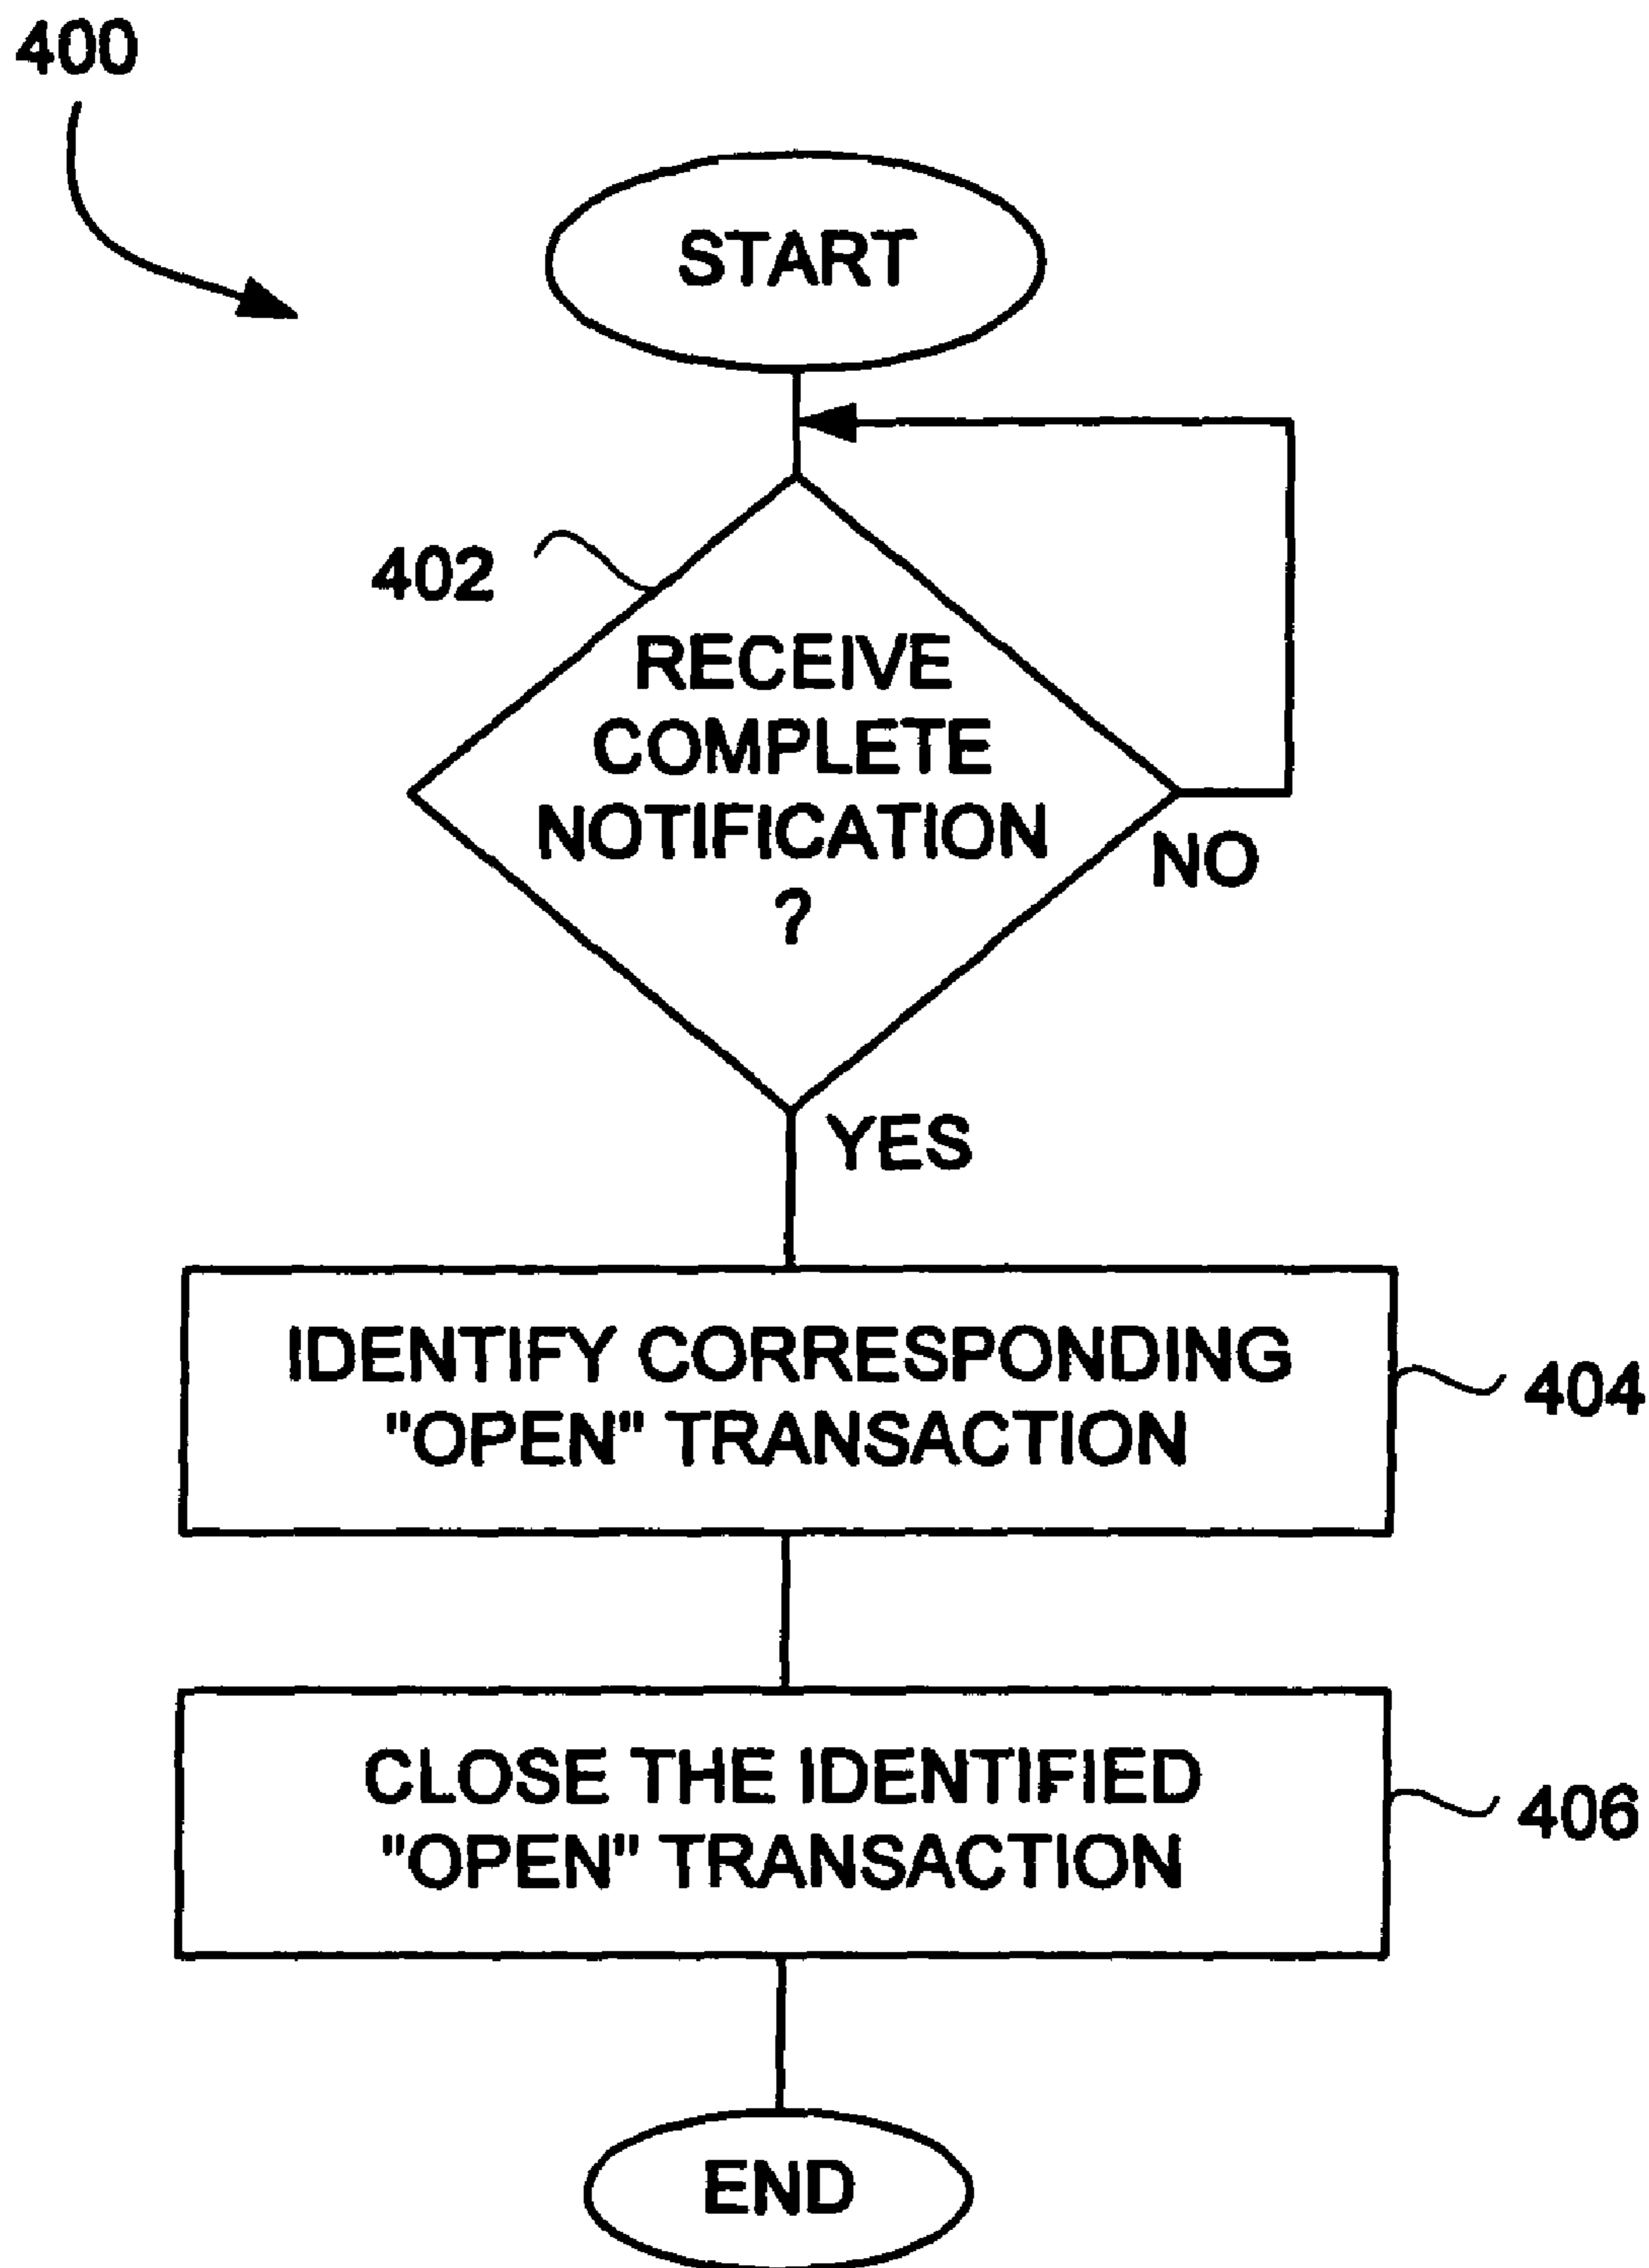 400
START
402
RECEIVE
COMPLETE
NOTIFICATION
?
NO
YES
IDENTIFY CORRESPONDING
"OPEN" TRANSACTION
404
CLOSE THE IDENTIFIED
"OPEN" TRANSACTION
406
END